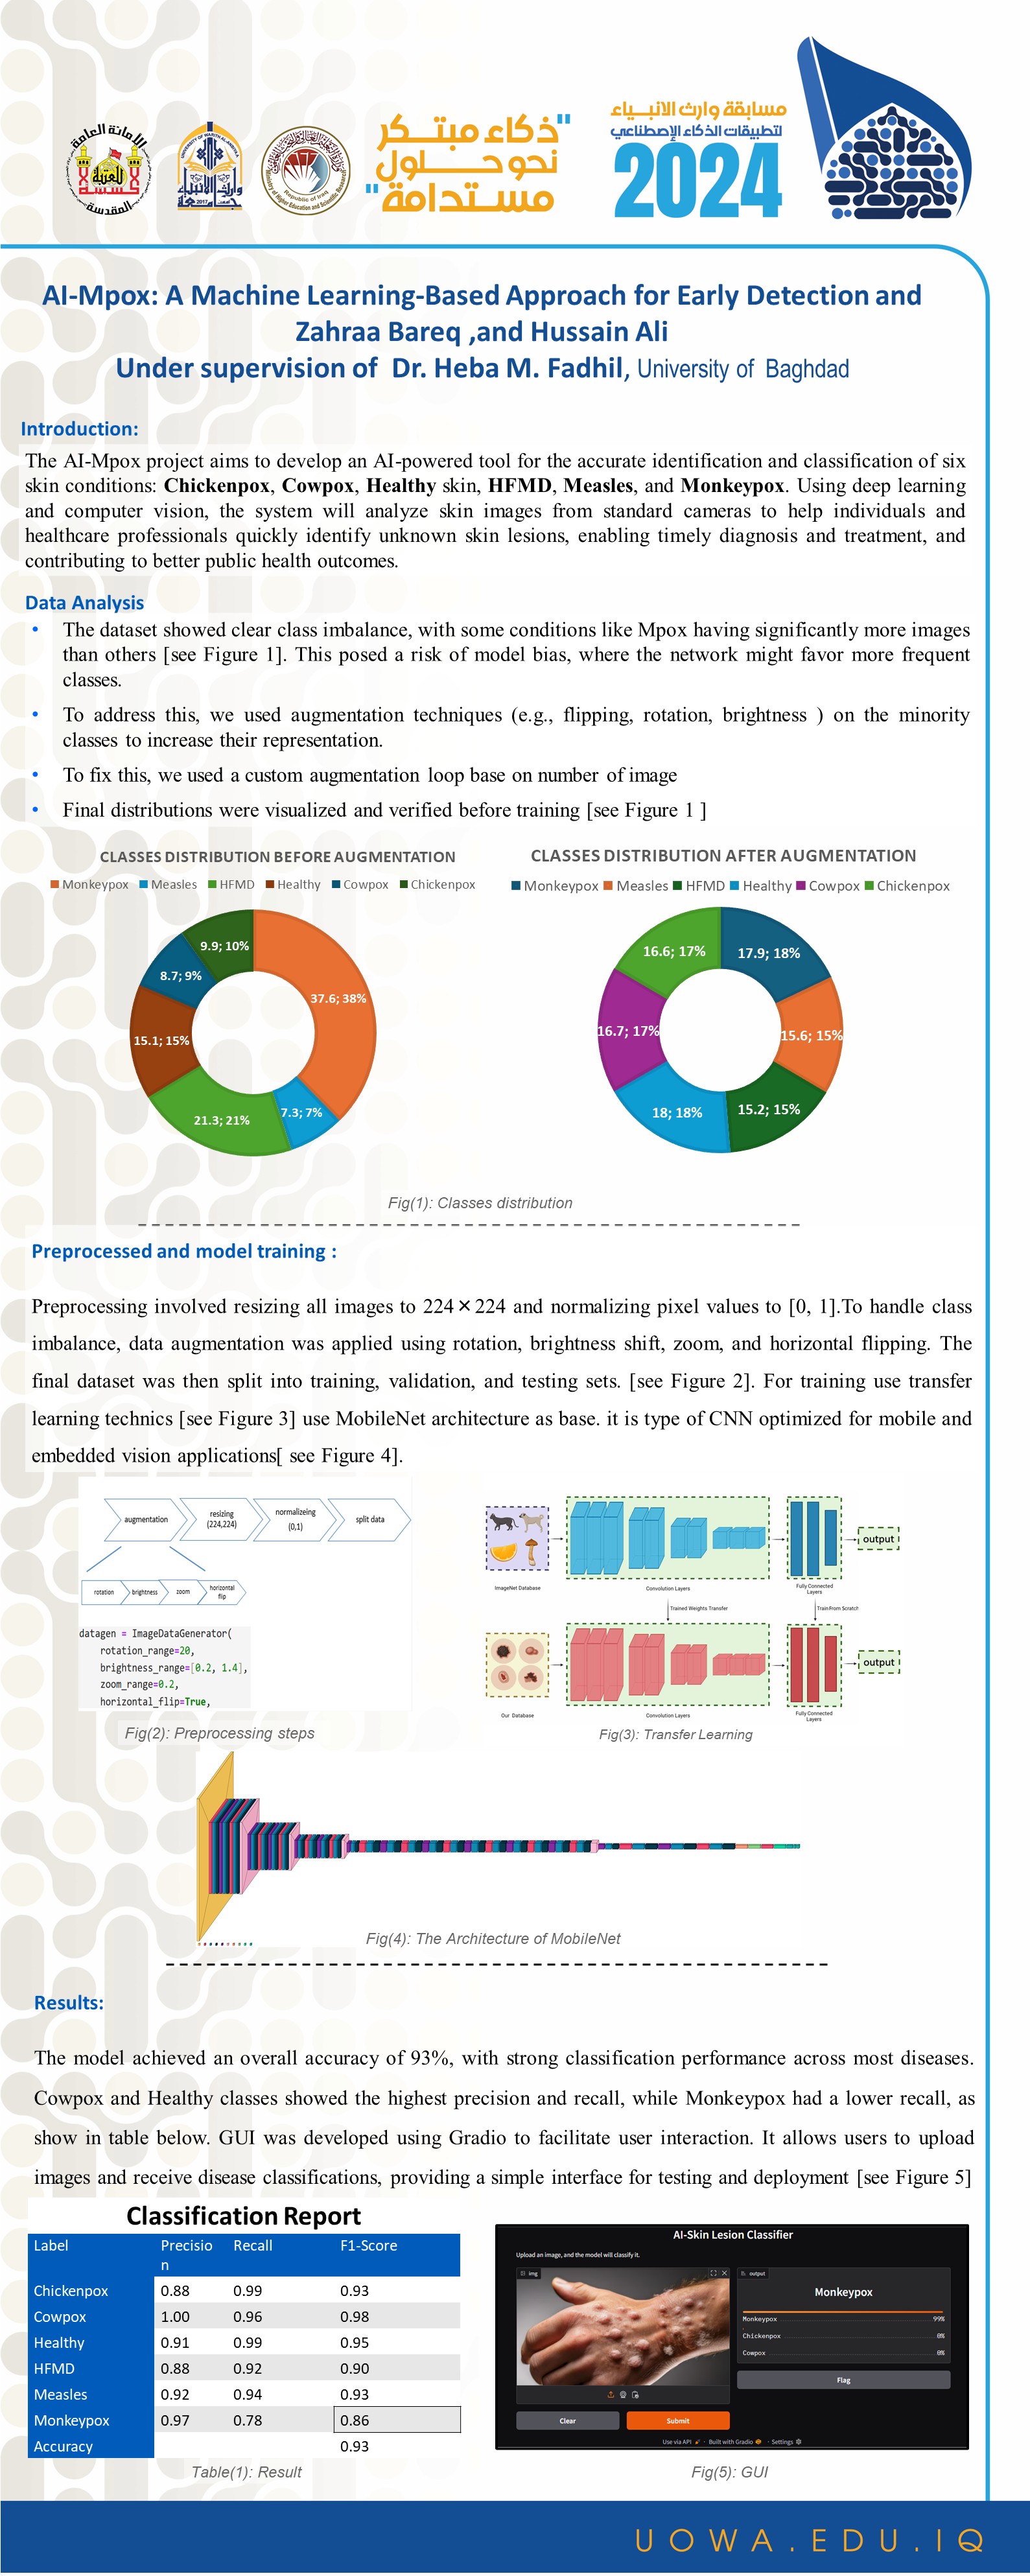 الأمانة العامة
العتبة
الحسينية
المقدسة
UNIVERSITY OF WARITH ALANBIYAA
وارث الأنبياء
2017
Ministry of Higher Education and Scientific Research
Republic of Iraq
"ذكاء مبتكر
نحو حلول
مستدامة"
مسابقة وارث الانبياء
لتطبيقات الذكاء الإصطناعي
2024
AI-Mpox: A Machine Learning-Based Approach for Early Detection and
Zahraa Bareq ,and Hussain Ali
Under supervision of Dr. Heba M. Fadhil, University of Baghdad
Introduction:
The AI-Mpox project aims to develop an AI-powered tool for the accurate identification and classification of six
skin conditions: Chickenpox, Cowpox, Healthy skin, HFMD, Measles, and Monkeypox. Using deep learning
and computer vision, the system will analyze skin images from standard cameras to help individuals and
healthcare professionals quickly identify unknown skin lesions, enabling timely diagnosis and treatment, and
contributing to better public health outcomes.
Data Analysis
• The dataset showed clear class imbalance, with some conditions like Mpox having significantly more images
than others [see Figure 1]. This posed a risk of model bias, where the network might favor more frequent
classes.
• To address this, we used augmentation techniques (e.g., flipping, rotation, brightness ) on the minority
classes to increase their representation.
• To fix this, we used a custom augmentation loop base on number of image
• Final distributions were visualized and verified before training [see Figure 1 ]
CLASSES DISTRIBUTION BEFORE AUGMENTATION
Monkeypox Measles HFMD Healthy Cowpox Chickenpox
9.9; 10%
8.7; 9%
37.6; 38%
15.1; 15%
7.3; 7%
21.3; 21%
CLASSES DISTRIBUTION AFTER AUGMENTATION
Monkeypox Measles HFMD Healthy Cowpox Chickenpox
16.6; 17%
17.9; 18%
16.7; 17%
15.6; 15%
18; 18%
15.2; 15%
Fig(1): Classes distribution
Preprocessed and model training :
Preprocessing involved resizing all images to 224×224 and normalizing pixel values to [0, 1].To handle class
imbalance, data augmentation was applied using rotation, brightness shift, zoom, and horizontal flipping. The
final dataset was then split into training, validation, and testing sets. [see Figure 2]. For training use transfer
learning technics [see Figure 3] use MobileNet architecture as base. it is type of CNN optimized for mobile and
embedded vision applications[ see Figure 4].
augmentation
resizing
(224,224)
normalizeing
(0,1)
split data
rotation
brightness
zoom
horizontal
flip
datagen = ImageDataGenerator(
rotation_range=20,
brightness_range=[0.2, 1.4],
zoom_range=0.2,
horizontal_flip=True,
Fig(2): Preprocessing steps
output
ImageNet Database
Convolution Layers
Fully Connected
Layers
Trained Weights Transfer
Train From Scratch
output
Our Database
Convolution Layers
Fully Connected
Layers
Fig(3): Transfer Learning
Fig(4): The Architecture of MobileNet
Results:
The model achieved an overall accuracy of 93%, with strong classification performance across most diseases.
Cowpox and Healthy classes showed the highest precision and recall, while Monkeypox had a lower recall, as
show in table below. GUI was developed using Gradio to facilitate user interaction. It allows users to upload
images and receive disease classifications, providing a simple interface for testing and deployment [see Figure 5]
Classification Report
Label Precisio
n Recall F1-Score
Chickenpox 0.88 0.99 0.93
Cowpox 1.00 0.96 0.98
Healthy 0.91 0.99 0.95
HFMD 0.88 0.92 0.90
Measles 0.92 0.94 0.93
Monkeypox 0.97 0.78 0.86
Accuracy 0.93
Table(1): Result
AI-Skin Lesion Classifier
Upload an image, and the model will classify it.
img
output
Monkeypox
Monkeypox 99%
Chickenpox 0%
Cowpox 0%
Flag
Clear
Submit
Use via API · Built with Gradio · Settings
Fig(5): GUI
UOWA.EDU.IQ